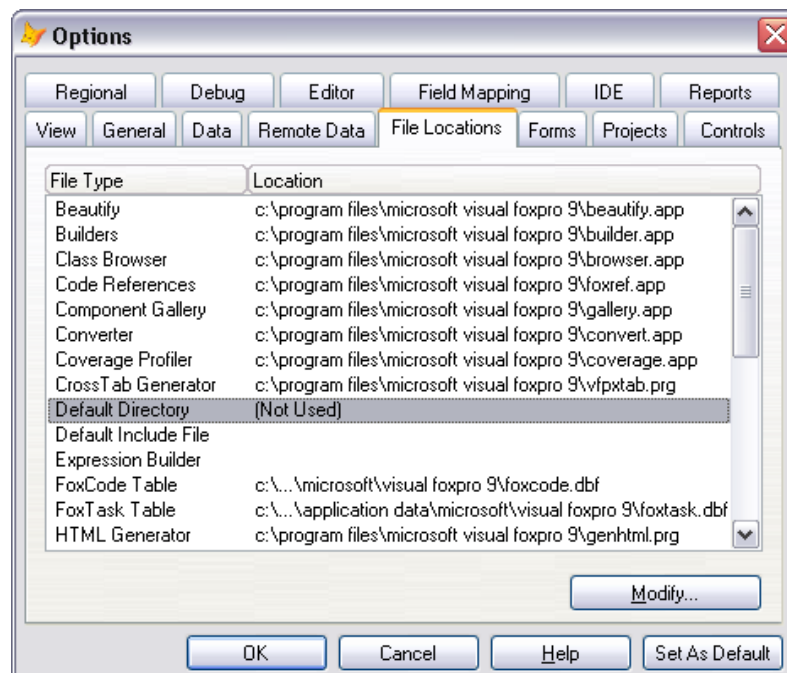 Options
Regional Debug Editor Field Mapping IDE Reports
View General Data Remote Data File Locations Forms Projects Controls
File Type Location
Beautify c:\program files\microsoft visual foxpro 9\beautify.app
Builders c:\program files\microsoft visual foxpro 9\builder.app
Class Browser c:\program files\microsoft visual foxpro 9\browser.app
Code References c:\program files\microsoft visual foxpro 9\foxref.app
Component Gallery c:\program files\microsoft visual foxpro 9\gallery.app
Converter c:\program files\microsoft visual foxpro 9\convert.app
Coverage Profiler c:\program files\microsoft visual foxpro 9\coverage.app
CrossTab Generator c:\program files\microsoft visual foxpro 9\vfpxtab.prg
Default Directory (Not Used)
Default Include File
Expression Builder
FoxCode Table c:\...\microsoft\visual foxpro 9\foxcode.dbf
FoxTask Table c:\...\application data\microsoft\visual foxpro 9\foxtask.dbf
HTML Generator c:\program files\microsoft visual foxpro 9\genhtml.prg
Modify...
OK Cancel Help Set As Default